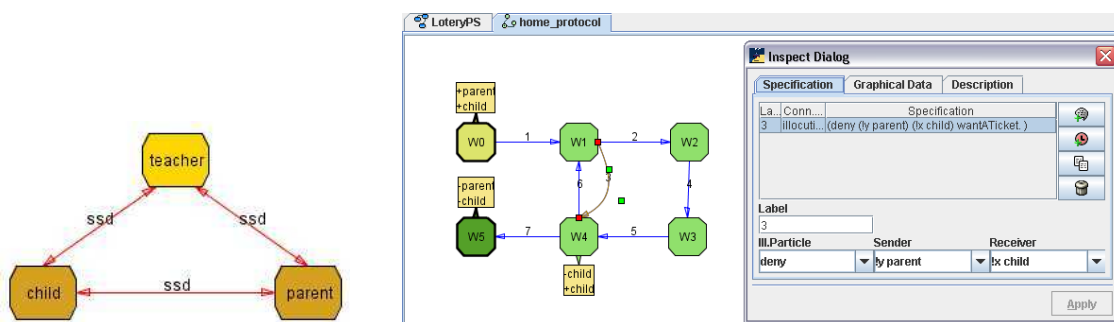 teacher
ssd
ssd
child
ssd
parent
LoteryPS
home_protocol
+parent
+child
W0
1
W1
2
W2
-parent
-child
6
3
4
W5
7
W4
5
W3
-child
+child
Inspect Dialog
Specification
Graphical Data
Description
La... Conn.... Specification
3 illocuti... (deny (!y parent) (!x child) wantATicket. )
Label
3
Ill.Particle Sender Receiver
deny !y parent !x child
Apply